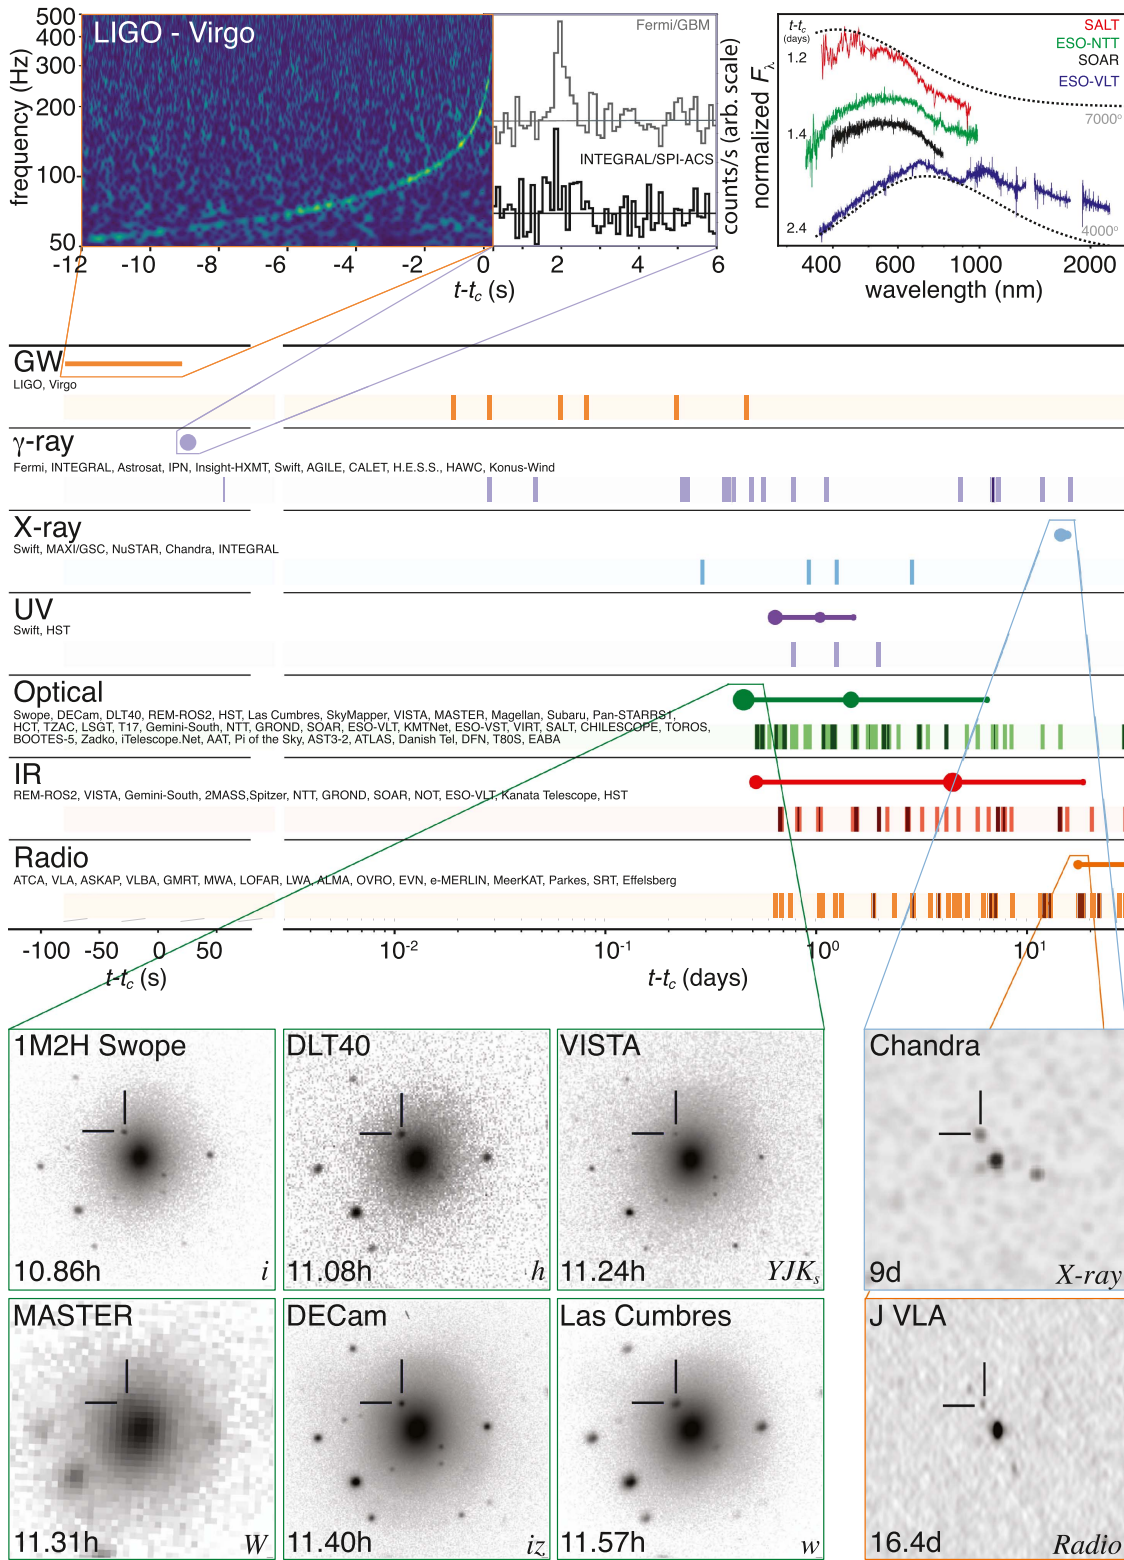 500
400
300
200
100
50
frequency (Hz)
LIGO - Virgo
Fermi/GBM
INTEGRAL/SPI-ACS
counts/s (arb. scale)
-12 -10 -8 -6 -4 -2 0 2 4 6
t-tc (s)
normalized Fλ
t-tc
(days)
1.2
1.4
2.4
SALT
ESO-NTT
SOAR
ESO-VLT
7000°
4000°
400 600 1000 2000
wavelength (nm)
GW
LIGO, Virgo
γ-ray
Fermi, INTEGRAL, Astrosat, IPN, Insight-HXMT, Swift, AGILE, CALET, H.E.S.S., HAWC, Konus-Wind
X-ray
Swift, MAXI/GSC, NuSTAR, Chandra, INTEGRAL
UV
Swift, HST
Optical
Swope, DECam, DLT40, REM-ROS2, HST, Las Cumbres, SkyMapper, VISTA, MASTER, Magellan, Subaru, Pan-STARRS1,
HCT, TZAC, LSGT, T17, Gemini-South, NTT, GROND, SOAR, ESO-VLT, KMTNet, ESO-VST, VIRT, SALT, CHILESCOPE, TOROS,
BOOTES-5, Zadko, iTelescope.Net, AAT, Pi of the Sky, AST3-2, ATLAS, Danish Tel, DFN, T80S, EABA
IR
REM-ROS2, VISTA, Gemini-South, 2MASS,Spitzer, NTT, GROND, SOAR, NOT, ESO-VLT, Kanata Telescope, HST
Radio
ATCA, VLA, ASKAP, VLBA, GMRT, MWA, LOFAR, LWA, ALMA, OVRO, EVN, e-MERLIN, MeerKAT, Parkes, SRT, Effelsberg
-100 -50 0 50 10⁻² 10⁻¹ 10⁰ 10¹
t-tc (s) t-tc (days)
1M2H Swope
10.86h i
DLT40
11.08h h
VISTA
11.24h YJKs
Chandra
9d X-ray
MASTER
11.31h W
DECam
11.40h iz
Las Cumbres
11.57h w
J VLA
16.4d Radio